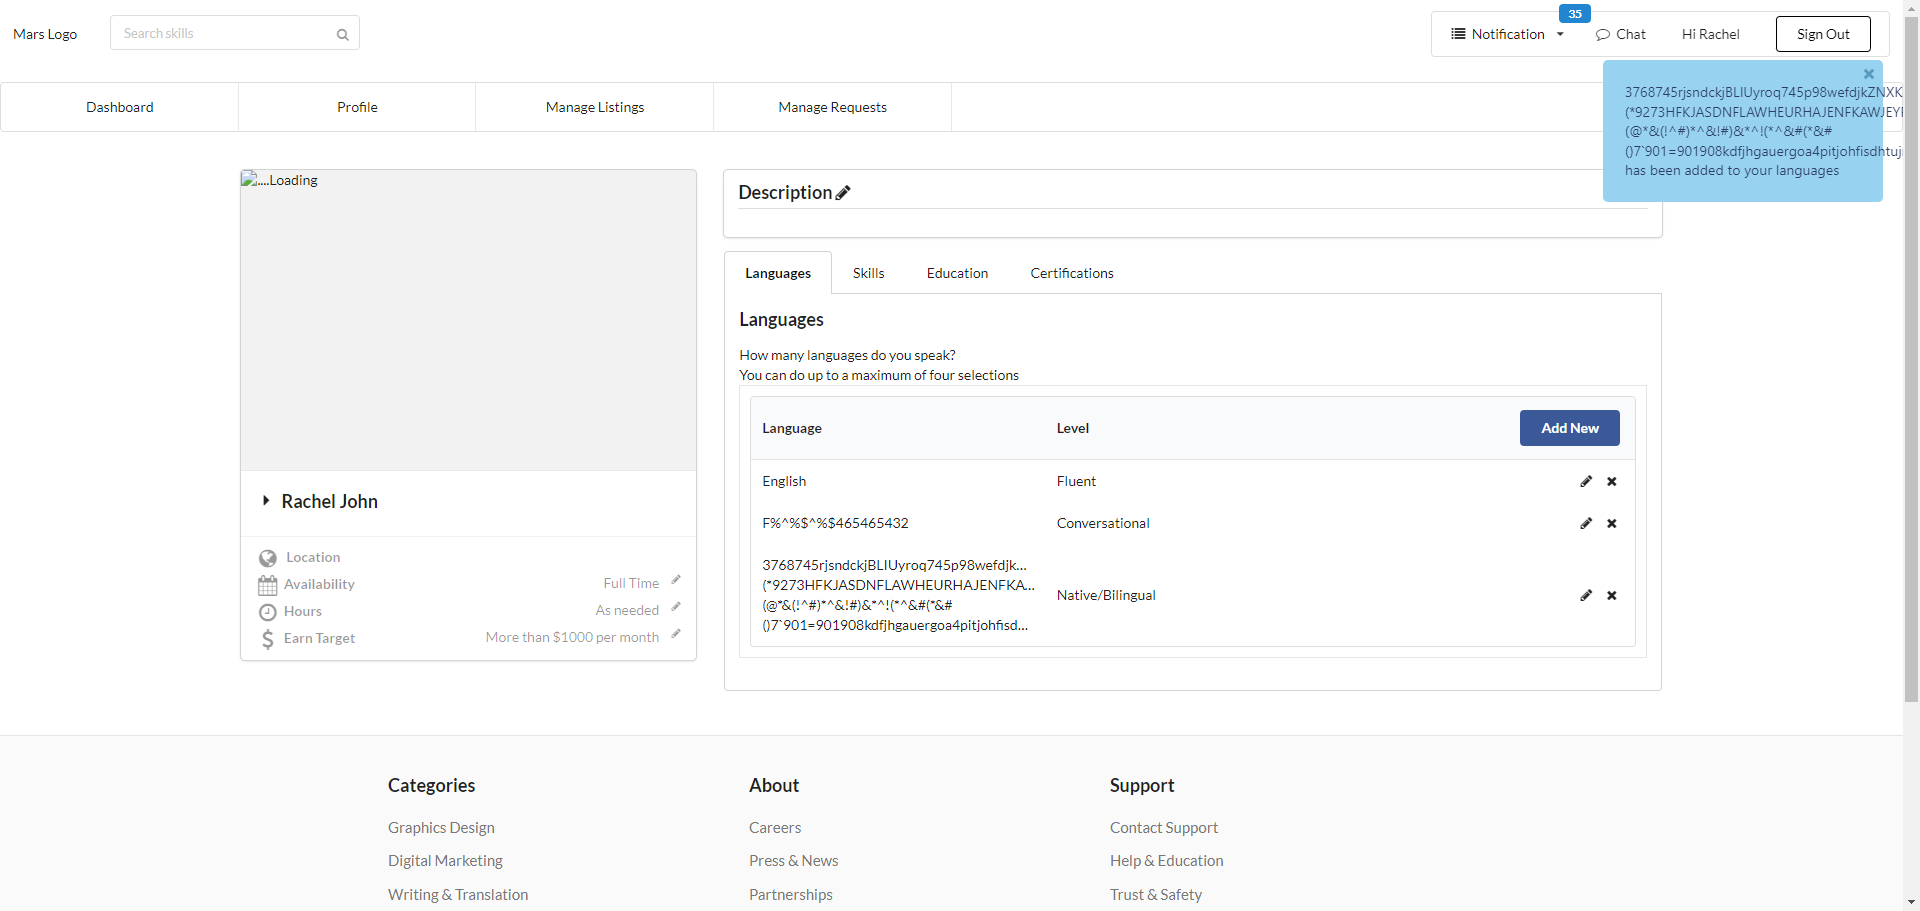 Mars Logo
Search skills
35
Notification
Chat
Hi Rachel
Sign Out
Dashboard
Profile
Manage Listings
Manage Requests
3768745rjsndckjBLIUyroq745p98wefdjkZNXK
(*9273HFKJASDNFLAWHEURHAJENFKAWJEY
(@*&(!^#)*^&!#)&*^!(*^&#(*&#
()7`901=901908kdfjhgauergoa4pitjohfisdhtuj
has been added to your languages
....Loading
Rachel John
Location
Availability
Full Time
Hours
As needed
Earn Target
More than $1000 per month
Description
Languages
Skills
Education
Certifications
Languages
How many languages do you speak?
You can do up to a maximum of four selections
Language
Level
Add New
English
Fluent
F%^%$^%$465465432
Conversational
3768745rjsndckjBLIUyroq745p98wefdjk...
(*9273HFKJASDNFLAWHEURHAJENFKA...
(@*&(!^#)*^&!#)&*^!(*^&#(*&#
()7`901=901908kdfjhgauergoa4pitjohfisd...
Native/Bilingual
Categories
Graphics Design
Digital Marketing
Writing & Translation
About
Careers
Press & News
Partnerships
Support
Contact Support
Help & Education
Trust & Safety